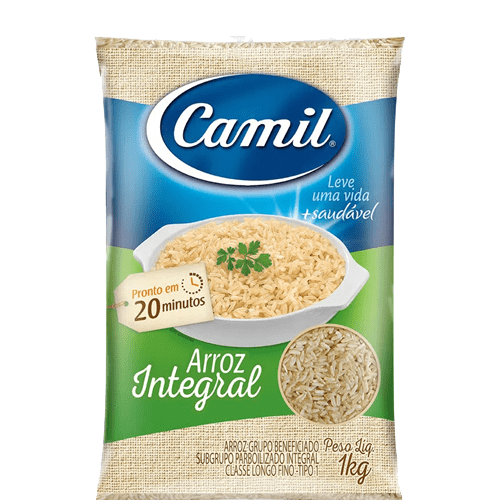 Camil®
Leve
uma vida
+saudável
Pronto em
20 minutos
Arroz
Integral
ARROZ GRUPO BENEFICIADO
SUBGRUPO PARBOILIZADO INTEGRAL
CLASSE LONGO FINO - TIPO 1
Peso Líq.
1kg